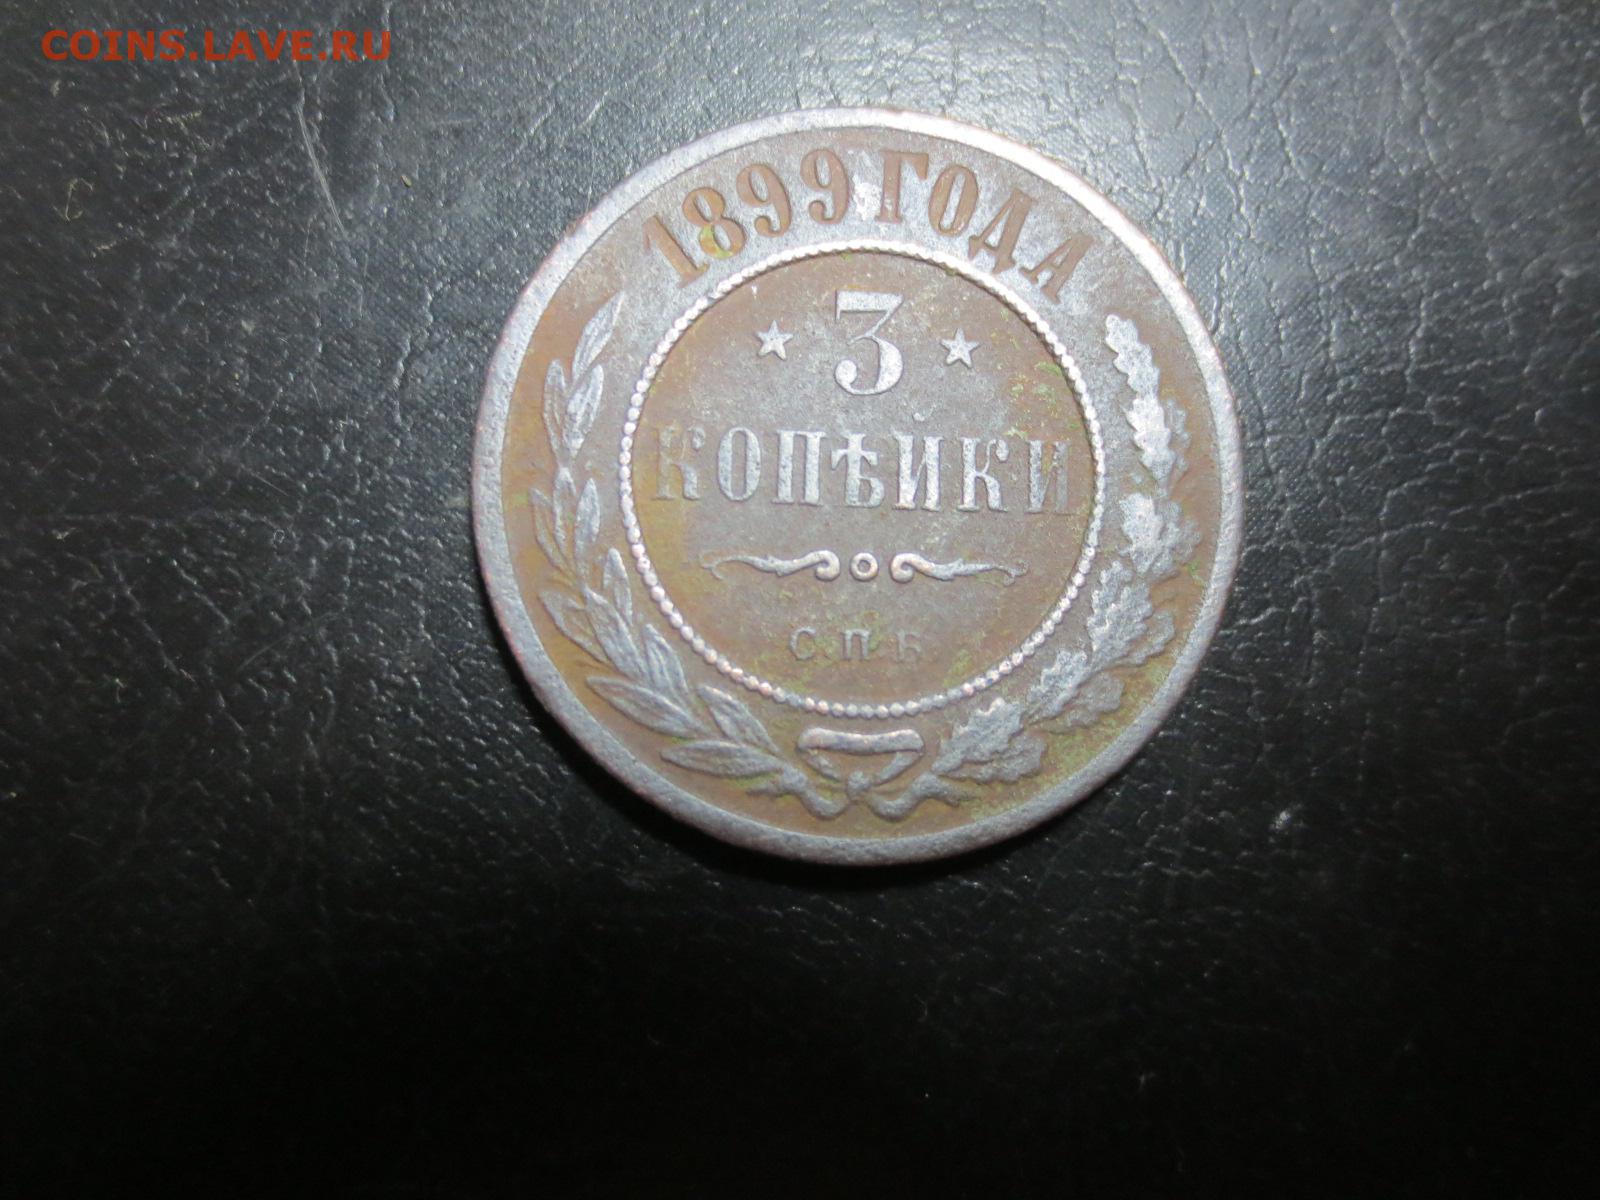 COINS.LAVE.RU
1899 ГОДА
3
КОПѢЙКИ
С.П.Б.